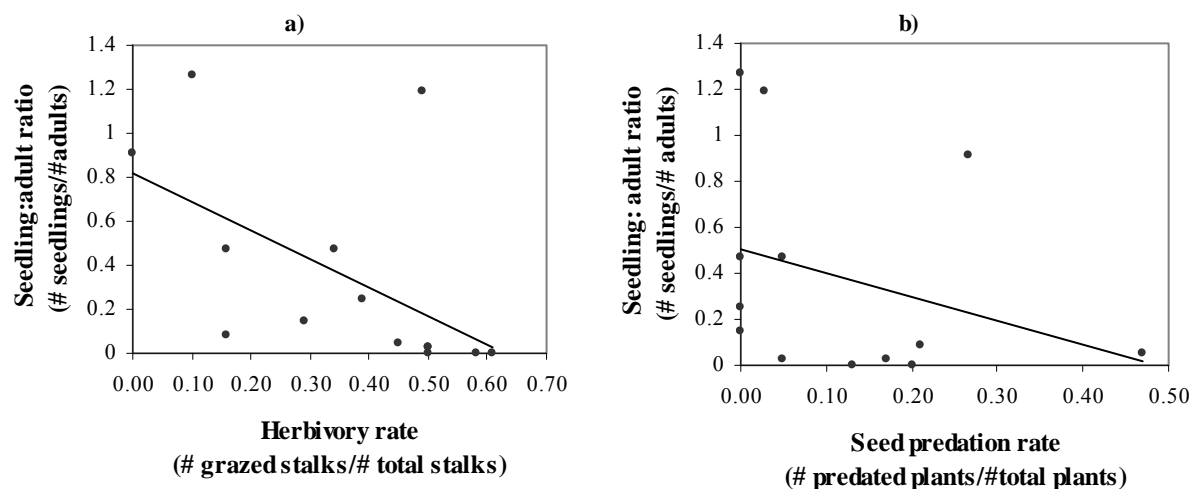 a)
Seedling:adult ratio
(# seedlings/#adults)
1.4
1.2
1
0.8
0.6
0.4
0.2
0
0.00 0.10 0.20 0.30 0.40 0.50 0.60 0.70
Herbivory rate
(# grazed stalks/# total stalks)
b)
Seedling: adult ratio
(# seedlings/# adults)
1.4
1.2
1
0.8
0.6
0.4
0.2
0
0.00 0.10 0.20 0.30 0.40 0.50
Seed predation rate
(# predated plants/#total plants)